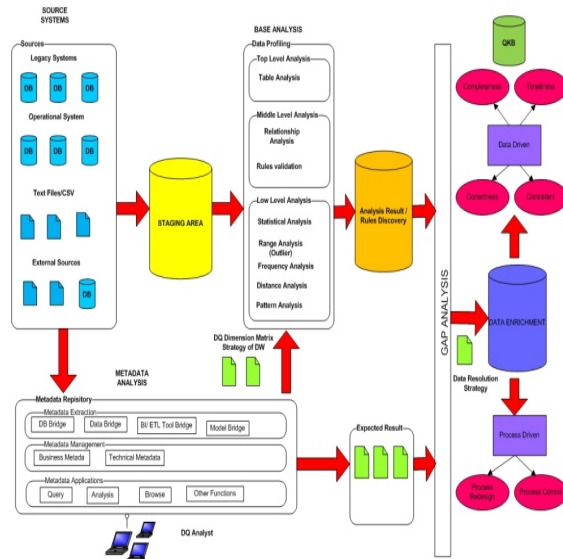 SOURCE
SYSTEMS
Sources
Legacy Systems
DB
DB
DB
Operational System
DB
DB
DB
Text Files/CSV
External Sources
DB
STAGING AREA
BASE ANALYSIS
Data Profiling
Top Level Analysis
Table Analysis
Middle Level Analysis
Relationship
Analysis
Rules validation
Low Level Analysis
Statistical Analysis
Range Analysis
(Outlier)
Frequency Analysis
Distance Analysis
Pattern Analysis
Analysis Result /
Rules Discovery
GAP ANALYSIS
QKB
Completeness
Timeliness
Data Driven
Correctness
Consistent
DATA ENRICHMENT
Data Resolution
Strategy
Process Driven
Process
Redesign
Process Control
DQ Dimension Matrix
Strategy of DW
METADATA
ANALYSIS
Metadata Repisitory
Metadata Extraction
DB Bridge
Data Bridge
BI/ ETL Tool Bridge
Model Bridge
Metadata Management
Business Metada
Technical Metadata
Metadata Applications
Query
Analysis
Browse
Other Functions
Expected Result
DQ Analyst